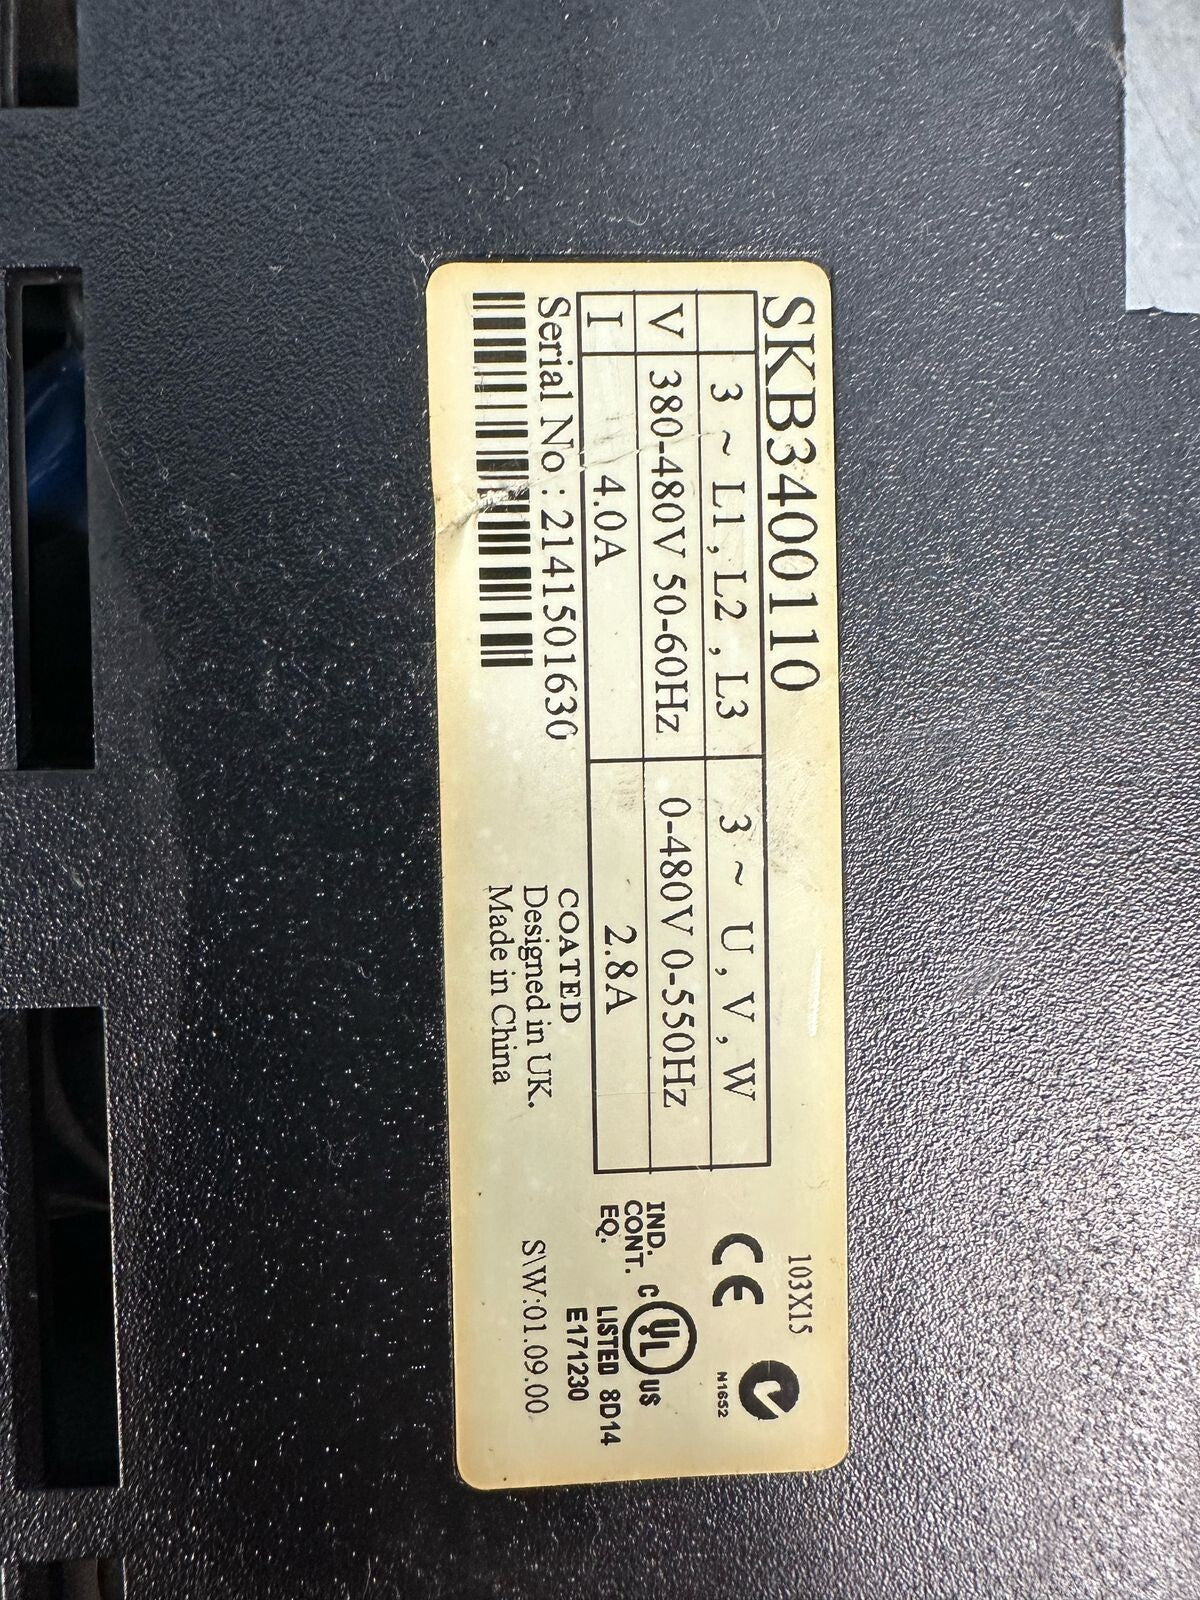 SKB3400110
103X15
3 ~ L1, L2, L3 3 ~ U, V, W
V 380-480V 50-60Hz 0-480V 0-550Hz
I 4.0A 2.8A
Serial No.: 2141501630
COATED
Designed in UK.
Made in China
CE
N1652
IND.
CONT.
EQ.
C UL US
LISTED 8D14
E171230
S\W:01.09.00